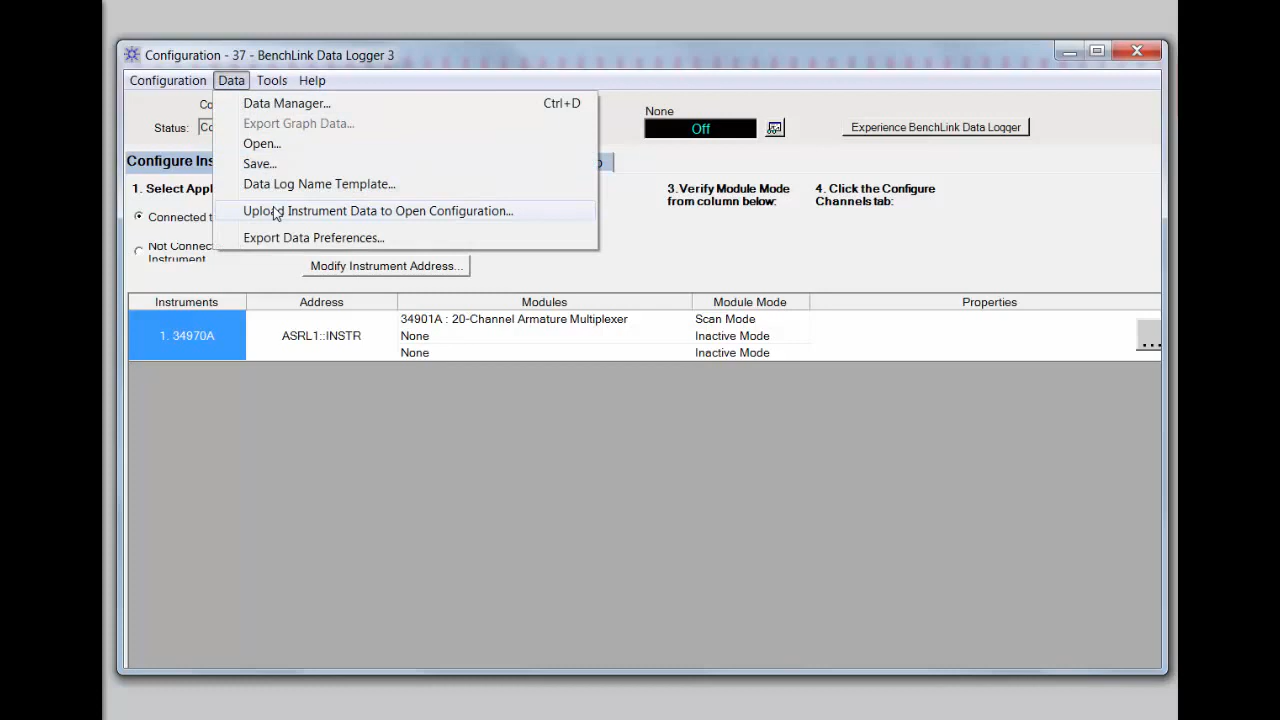 Configuration - 37 - BenchLink Data Logger 3
Configuration Data Tools Help
Data Manager... Ctrl+D
Export Graph Data...
Open...
Save...
Data Log Name Template...
Upload Instrument Data to Open Configuration...
Export Data Preferences...
Co
Status: Co
None
Off
Experience BenchLink Data Logger
Configure Ins
1. Select Appl
Connected t
Not Connec
Instrument
3.Verify Module Mode
from column below:
4. Click the Configure
Channels tab:
Modify Instrument Address...
Instruments Address Modules Module Mode Properties
1. 34970A ASRL1::INSTR 34901A : 20-Channel Armature Multiplexer Scan Mode
None Inactive Mode
None Inactive Mode
...